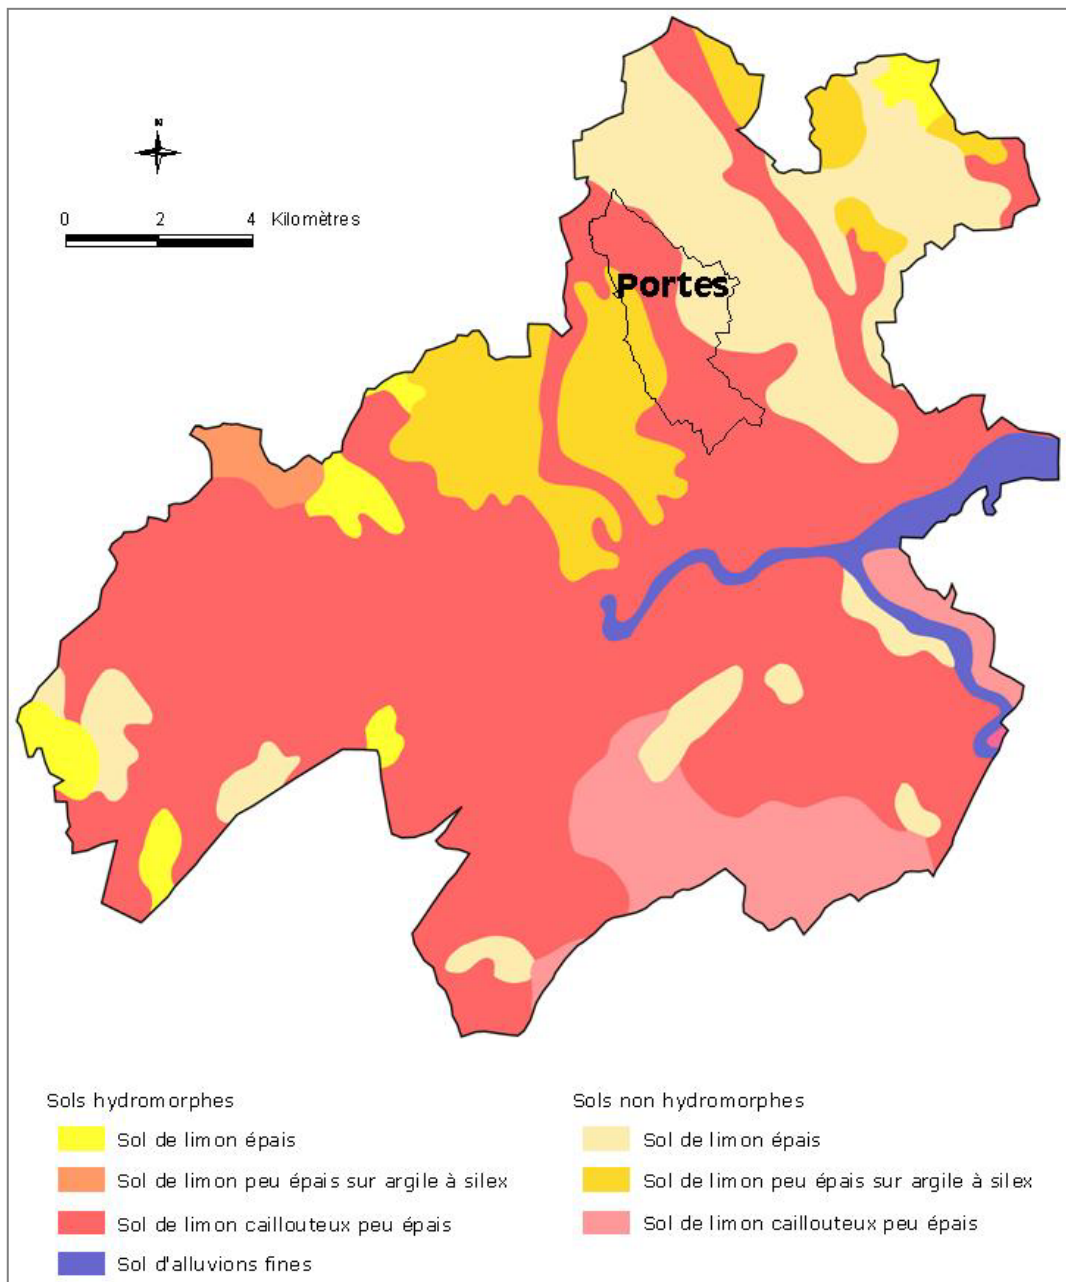 N
0 2 4 Kilomètres
Portes
Sols hydromorphes
Sol de limon épais
Sol de limon peu épais sur argile à silex
Sol de limon caillouteux peu épais
Sol d'alluvions fines
Sols non hydromorphes
Sol de limon épais
Sol de limon peu épais sur argile à silex
Sol de limon caillouteux peu épais